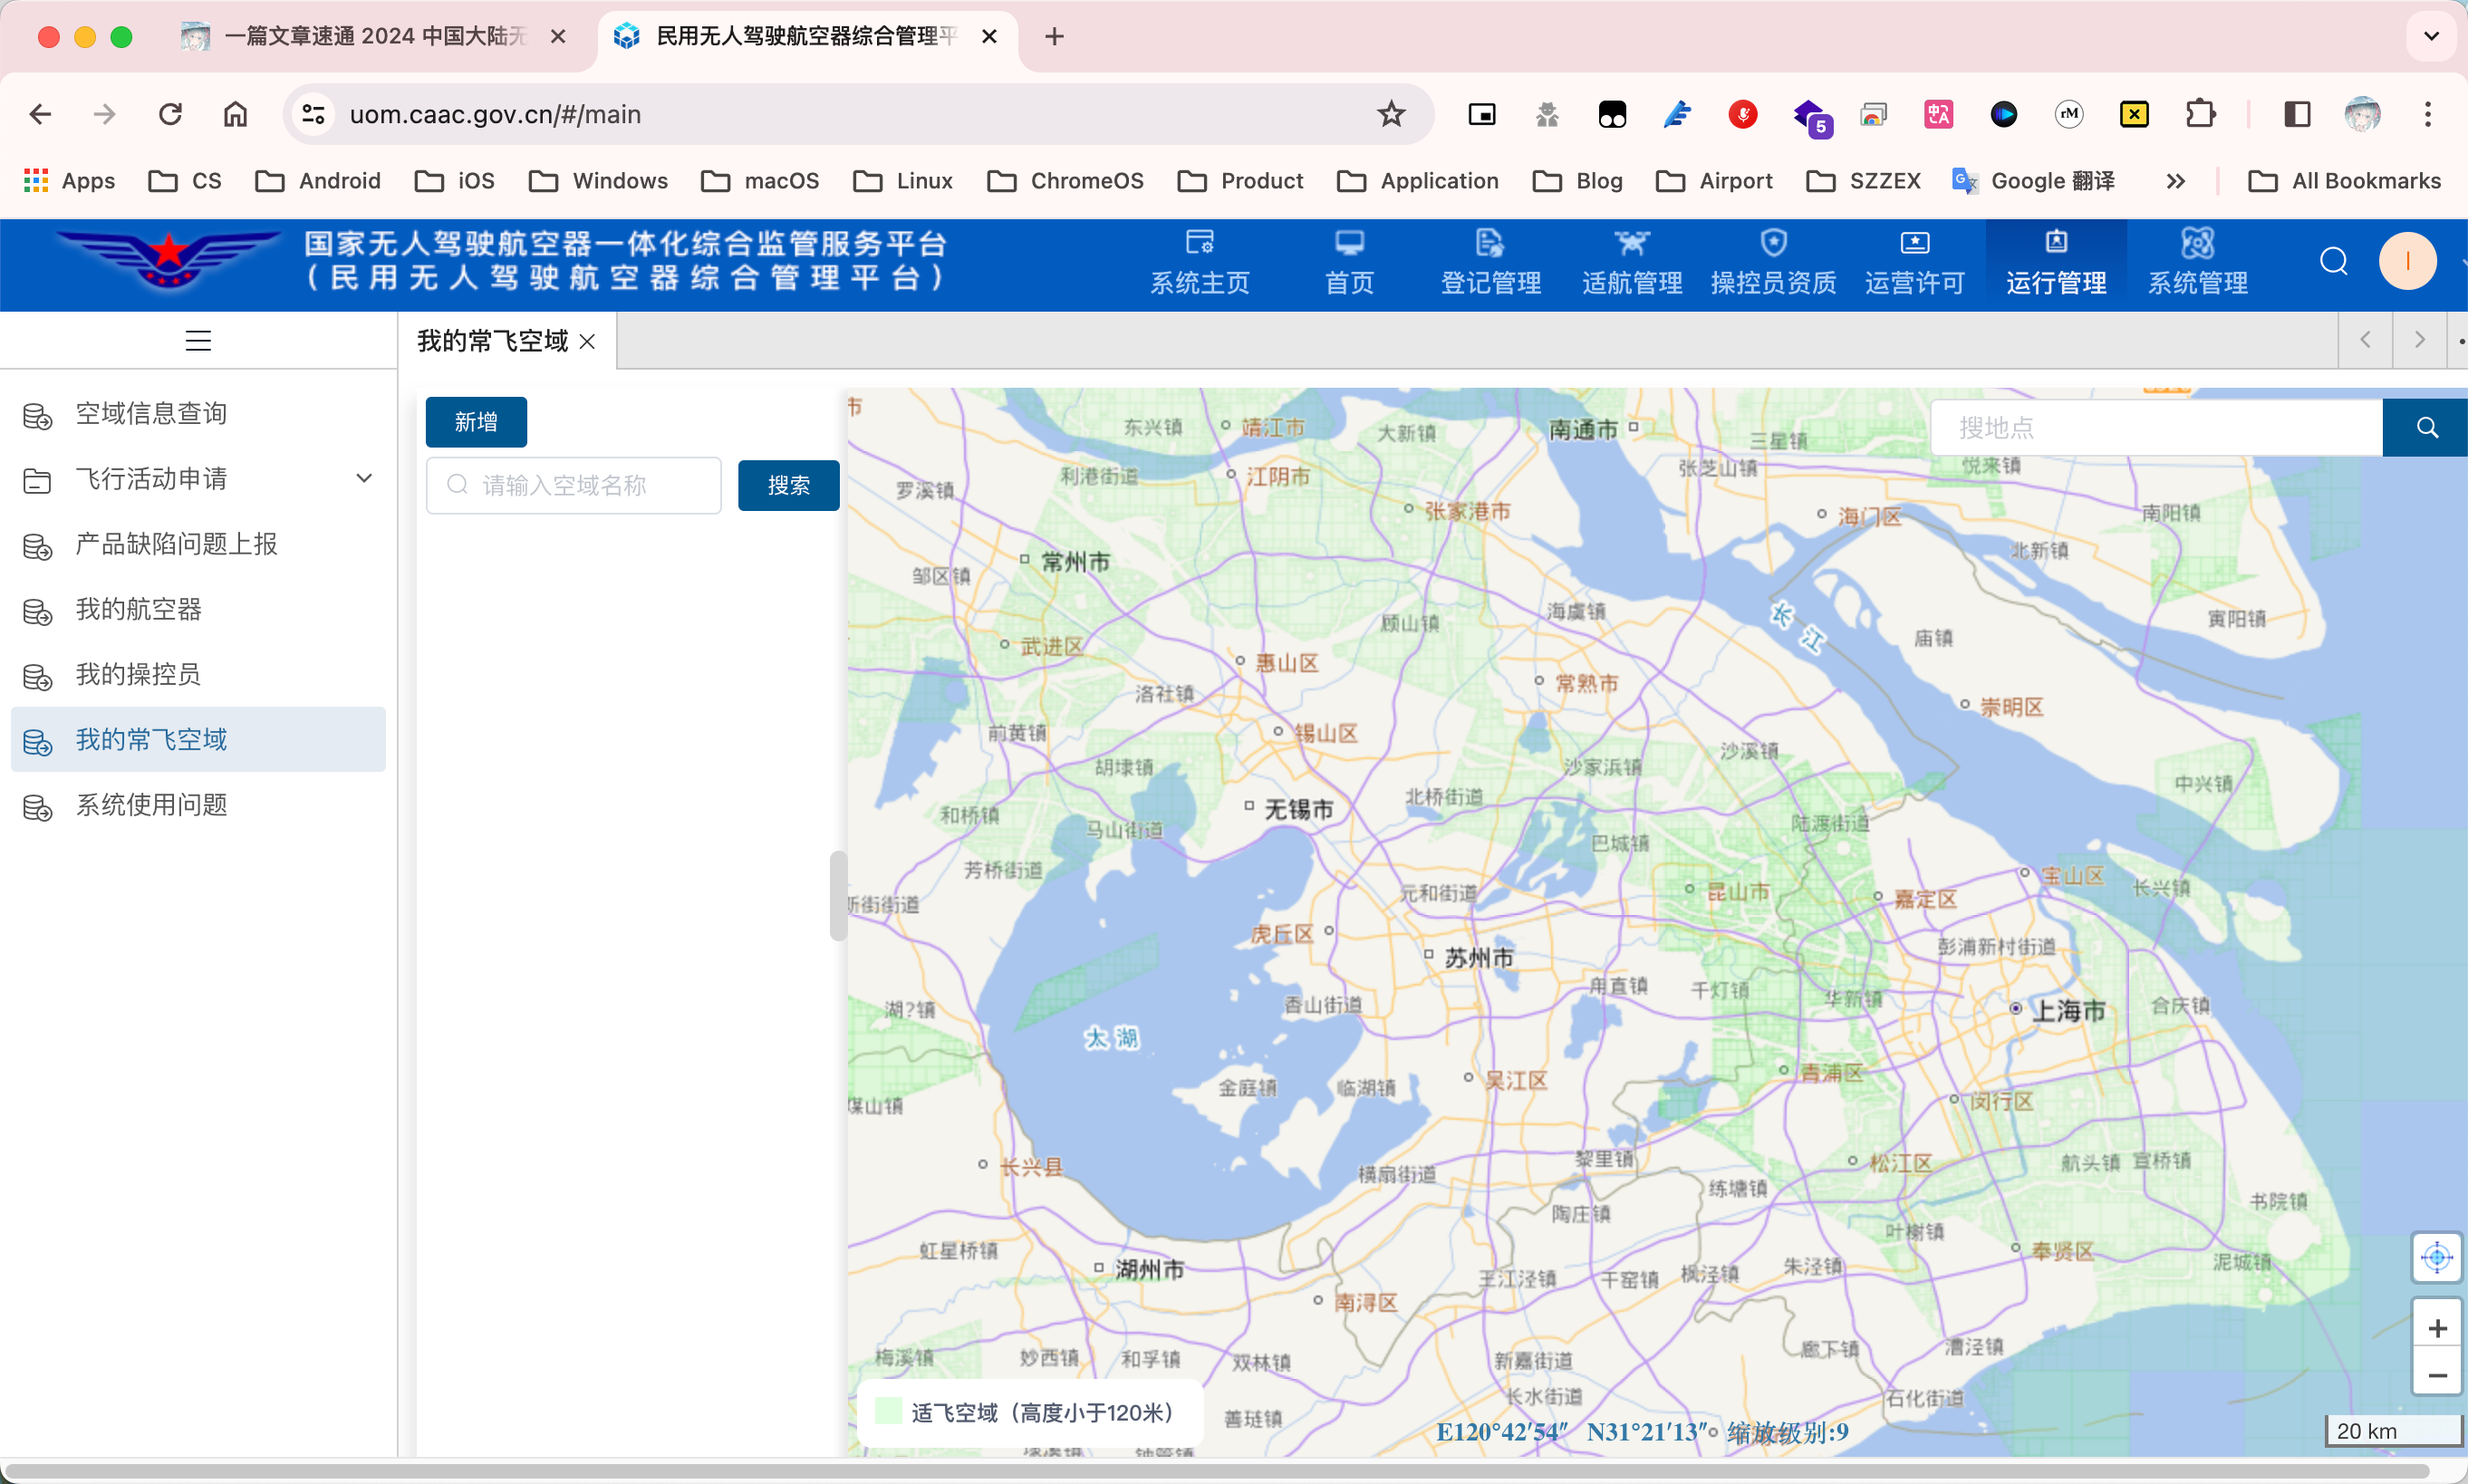 一篇文章速通 2024 中国大陆无
民用无人驾驶航空器综合管理平
uom.caac.gov.cn/#/main
5
rM
Apps
CS
Android
iOS
Windows
macOS
Linux
ChromeOS
Product
Application
Blog
Airport
SZZEX
Google 翻译
All Bookmarks
国家无人驾驶航空器一体化综合监管服务平台
（民用无人驾驶航空器综合管理平台）
系统主页
首页
登记管理
适航管理
操控员资质
运营许可
运行管理
系统管理
I
我的常飞空域
空域信息查询
飞行活动申请
产品缺陷问题上报
我的航空器
我的操控员
我的常飞空域
系统使用问题
新增
请输入空域名称
搜索
搜地点
市
东兴镇
靖江市
大新镇
南通市
三星镇
利港街道
江阴市
张芝山镇
悦来镇
罗溪镇
张家港市
海门区
南阳镇
常州市
北新镇
邹区镇
顾山镇
海虞镇
长江
寅阳镇
庙镇
武进区
惠山区
洛社镇
常熟市
崇明区
前黄镇
锡山区
沙溪镇
胡埭镇
沙家浜镇
中兴镇
和桥镇
无锡市
北桥街道
马山街道
陆渡街道
巴城镇
芳桥街道
元和街道
昆山市
嘉定区
宝山区
长兴镇
新街街道
虎丘区
苏州市
彭浦新村街道
甪直镇
千灯镇
华新镇
湖?镇
香山街道
上海市
合庆镇
太湖
金庭镇
临湖镇
吴江区
青浦区
煤山镇
闵行区
长兴县
横扇街道
黎里镇
松江区
航头镇
宣桥镇
练塘镇
书院镇
陶庄镇
叶榭镇
虹星桥镇
湖州市
王江泾镇
干窑镇
枫泾镇
朱泾镇
奉贤区
泥城镇
南浔区
梅溪镇
妙西镇
和孚镇
双林镇
新嘉街道
廊下镇
漕泾镇
长水街道
石化街道
善琏镇
钟管镇
适飞空域（高度小于120米）
E120°42′54″ N31°21′13″ 缩放级别:9
20 km